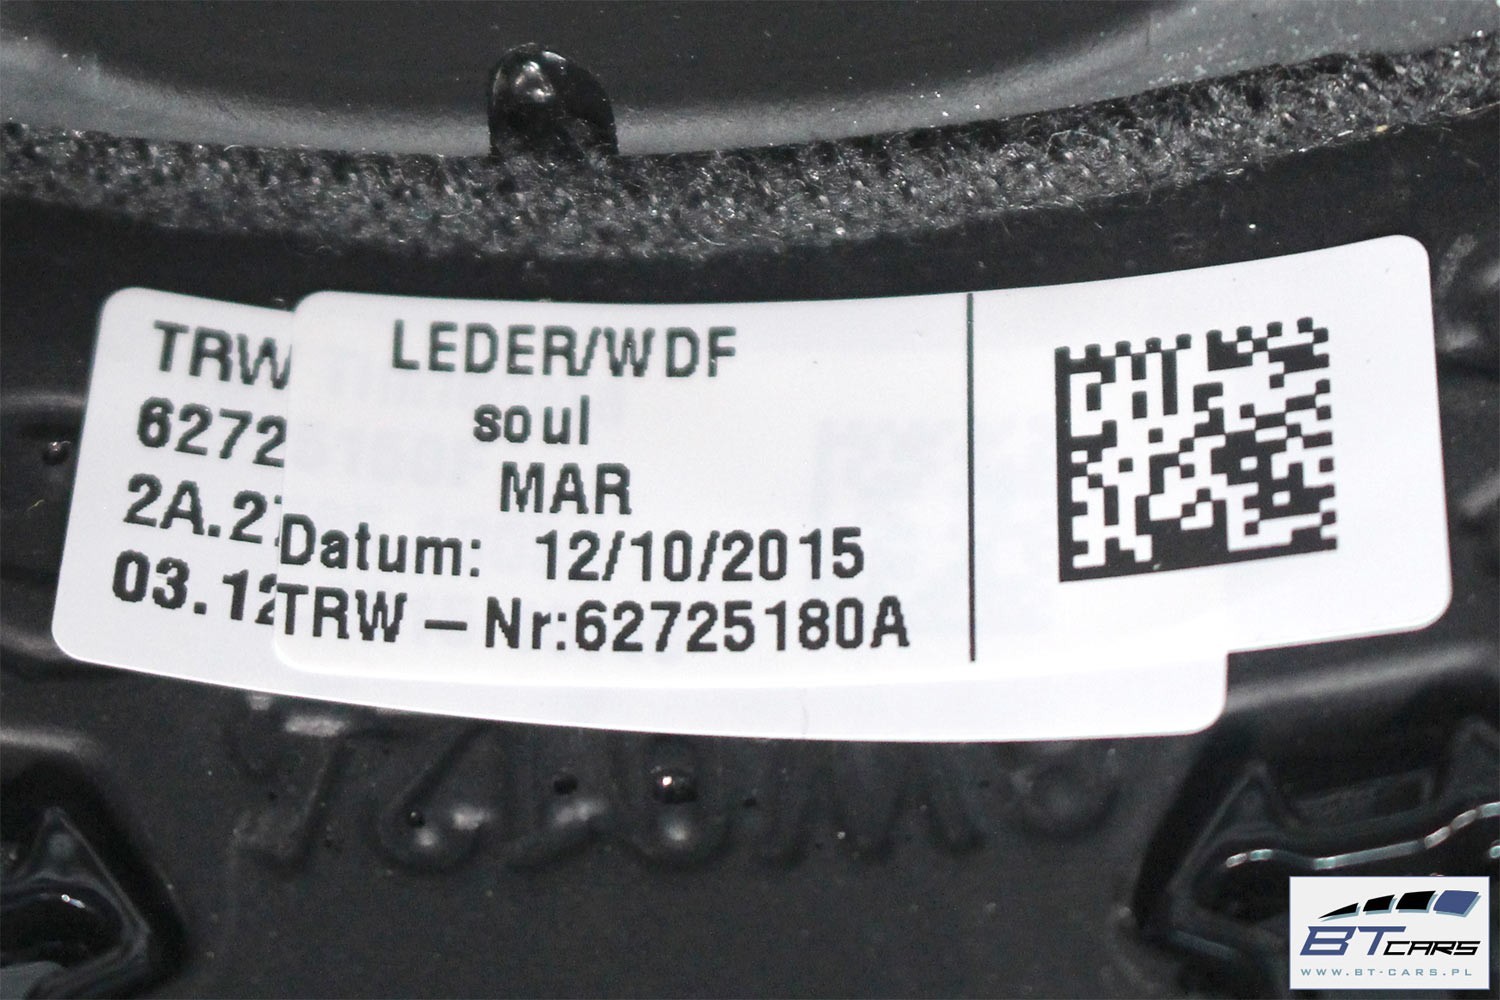 TRW
6272
2A.2
03.12
LEDER/WDF
soul
MAR
Datum: 12/10/2015
TRW - Nr:62725180A
BT CARS
WWW.BT-CARS.PL